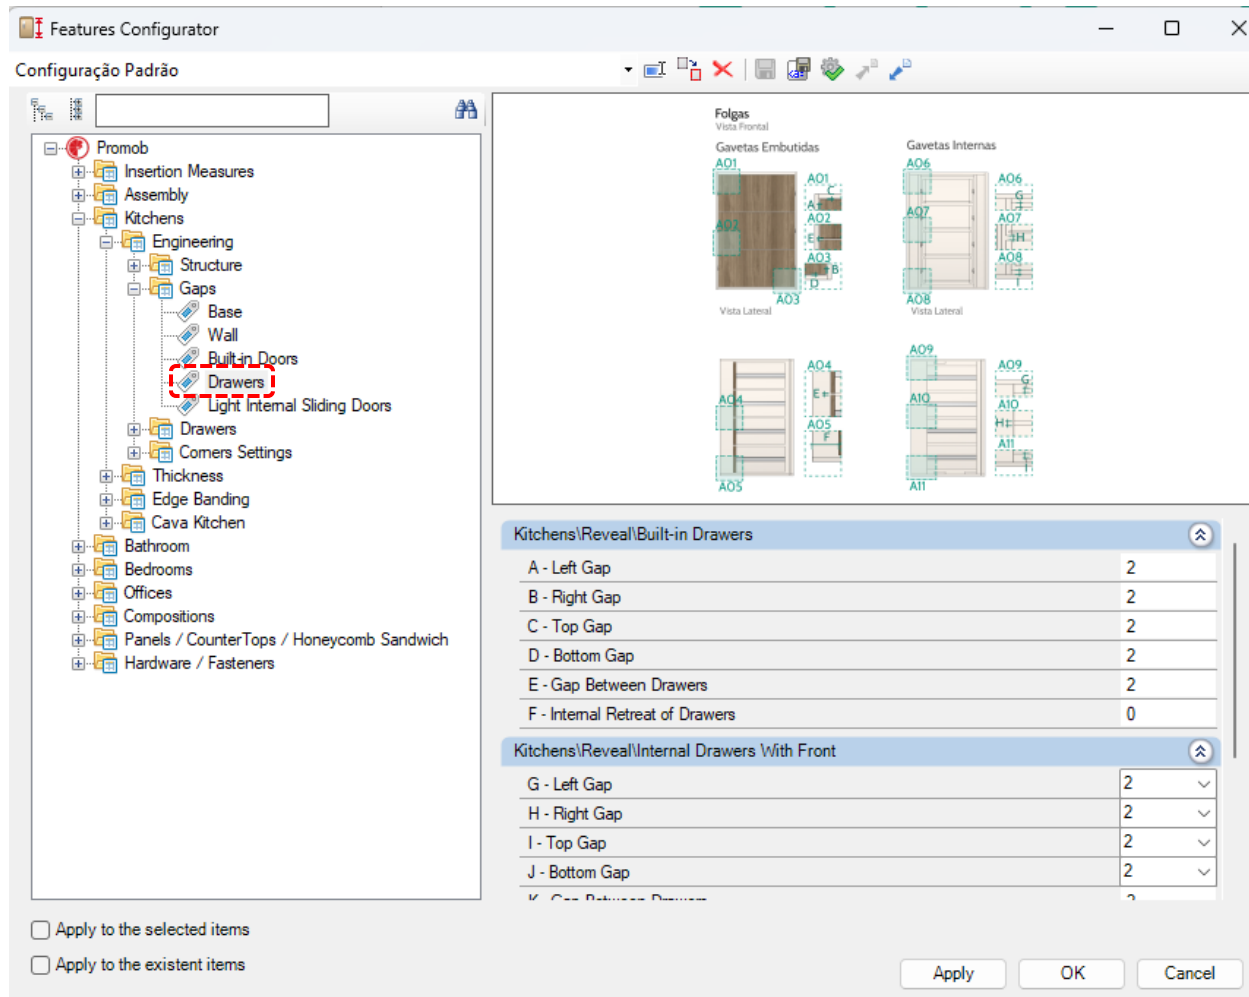 Features Configurator
Configuração Padrão
Promob
Insertion Measures
Assembly
Kitchens
Engineering
Structure
Gaps
Base
Wall
Built-in Doors
Drawers
Light Internal Sliding Doors
Drawers
Corners Settings
Thickness
Edge Banding
Cava Kitchen
Bathroom
Bedrooms
Offices
Compositions
Panels / CounterTops / Honeycomb Sandwich
Hardware / Fasteners
Folgas
Vista Frontal
Gavetas Embutidas
A01
A01
C
A
A02
A02
E
A03
B
D
A03
Vista Lateral
Gavetas Internas
A06
A06
G
A07
A07
H
A08
I
A08
Vista Lateral
A04
E
A04
A05
F
A05
A09
A09
G
A10
A10
H
A11
A11
Kitchens\Reveal\Built-in Drawers
A - Left Gap 2
B - Right Gap 2
C - Top Gap 2
D - Bottom Gap 2
E - Gap Between Drawers 2
F - Internal Retreat of Drawers 0
Kitchens\Reveal\Internal Drawers With Front
G - Left Gap 2
H - Right Gap 2
I - Top Gap 2
J - Bottom Gap 2
K - Gap Between Drawers 2
Apply to the selected items
Apply to the existent items
Apply OK Cancel